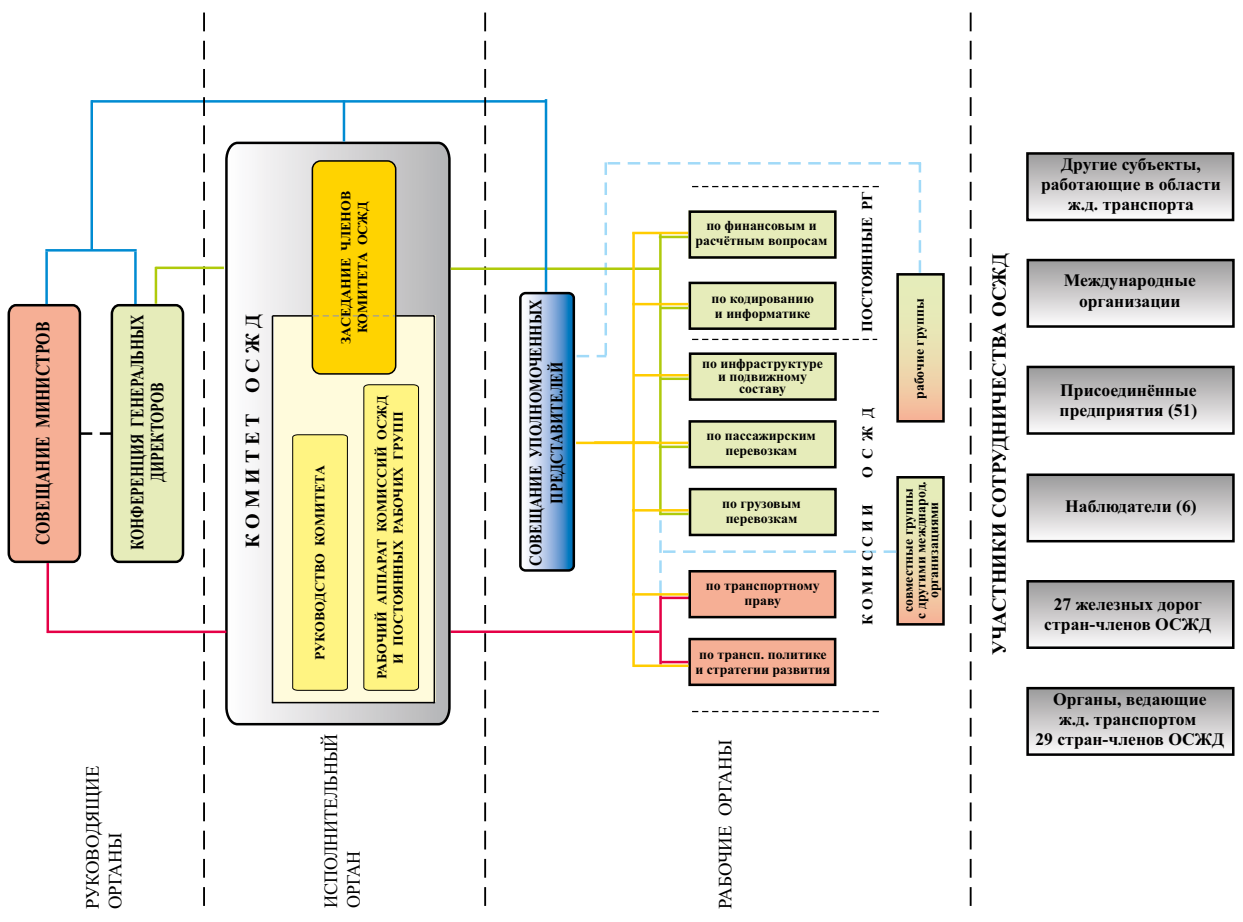 РУКОВОДЯЩИЕ
ОРГАНЫ
СОВЕЩАНИЕ МИНИСТРОВ
КОНФЕРЕНЦИЯ ГЕНЕРАЛЬНЫХ
ДИРЕКТОРОВ
ИСПОЛНИТЕЛЬНЫЙ
ОРГАН
КОМИТЕТ ОСЖД
РУКОВОДСТВО КОМИТЕТА
РАБОЧИЙ АППАРАТ КОМИССИЙ ОСЖД
И ПОСТОЯННЫХ РАБОЧИХ ГРУПП
ЗАСЕДАНИЕ ЧЛЕНОВ
КОМИТЕТА ОСЖД
РАБОЧИЕ ОРГАНЫ
СОВЕЩАНИЕ УПОЛНОМОЧЕННЫХ
ПРЕДСТАВИТЕЛЕЙ
по финансовым и
расчётным вопросам
по кодированию
и информатике
по инфраструктуре
и подвижному
составу
по пассажирским
перевозкам
по грузовым
перевозкам
по транспортному
праву
по трансп. политике
и стратегии развития
КОМИССИИ ОСЖД
ПОСТОЯННЫЕ РГ
совместные группы
с другими международ.
организациями
рабочие группы
УЧАСТНИКИ СОТРУДНИЧЕСТВА ОСЖД
Другие субъекты,
работающие в области
ж.д. транспорта
Международные
организации
Присоединённые
предприятия (51)
Наблюдатели (6)
27 железных дорог
стран-членов ОСЖД
Органы, ведающие
ж.д. транспортом
29 стран-членов ОСЖД